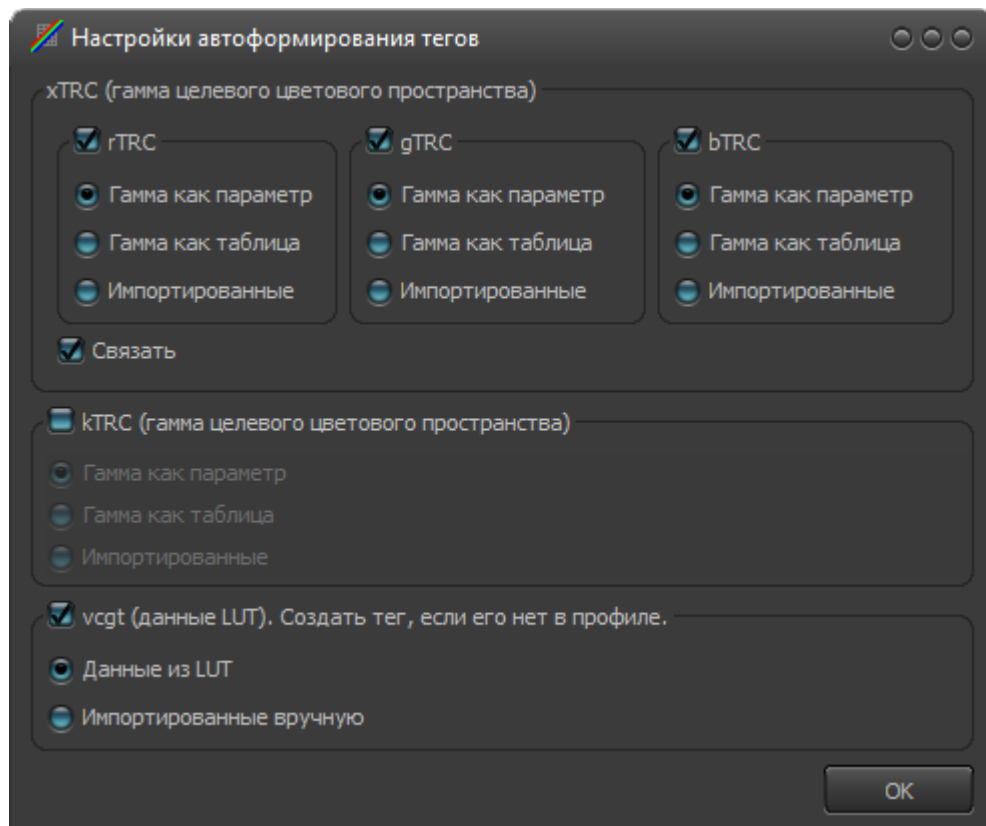 Настройки автоформирования тегов
xTRC (гамма целевого цветового пространства)
rTRC
gTRC
bTRC
Гамма как параметр
Гамма как параметр
Гамма как параметр
Гамма как таблица
Гамма как таблица
Гамма как таблица
Импортированные
Импортированные
Импортированные
Связать
kTRC (гамма целевого цветового пространства)
Гамма как параметр
Гамма как таблица
Импортированные
vcgt (данные LUT). Создать тег, если его нет в профиле.
Данные из LUT
Импортированные вручную
OK